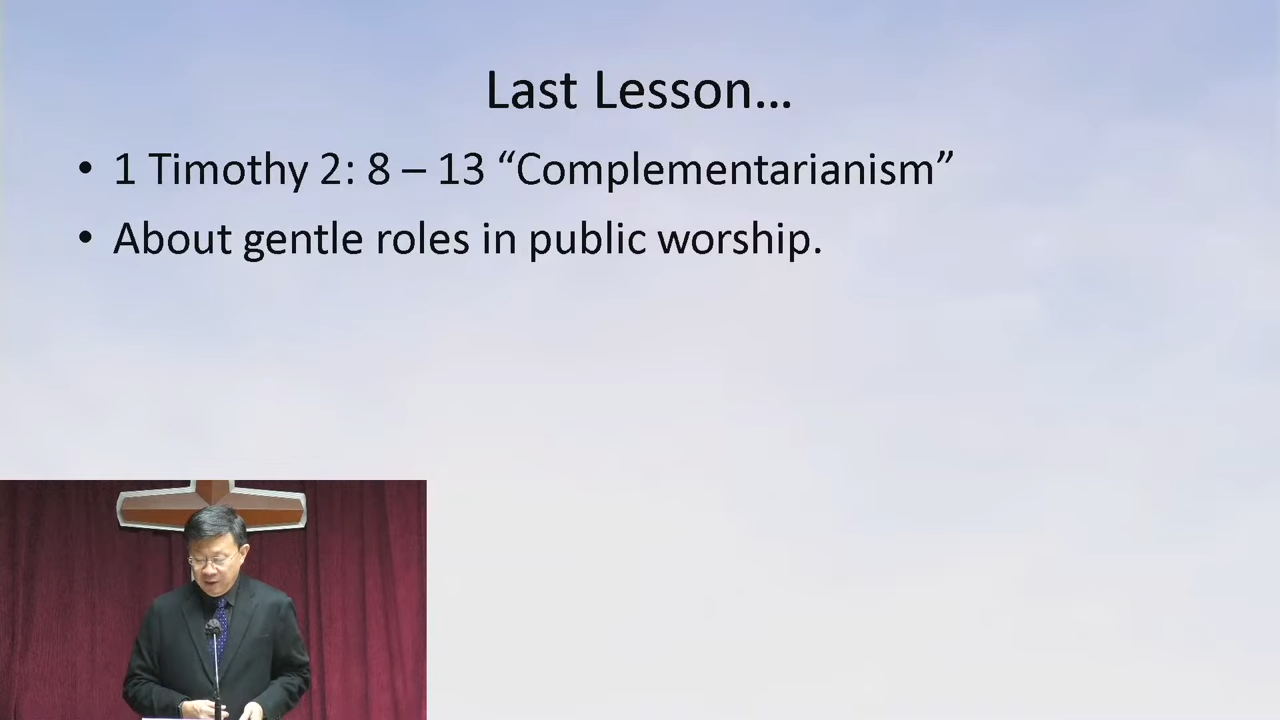 Last Lesson...
• 1 Timothy 2: 8 – 13 “Complementarianism”
• About gentle roles in public worship.